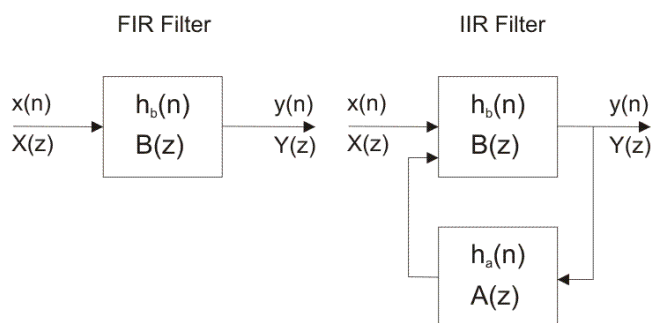 FIR Filter
x(n)
X(z)
h_b(n)
B(z)
y(n)
Y(z)
IIR Filter
x(n)
X(z)
h_b(n)
B(z)
y(n)
Y(z)
h_a(n)
A(z)